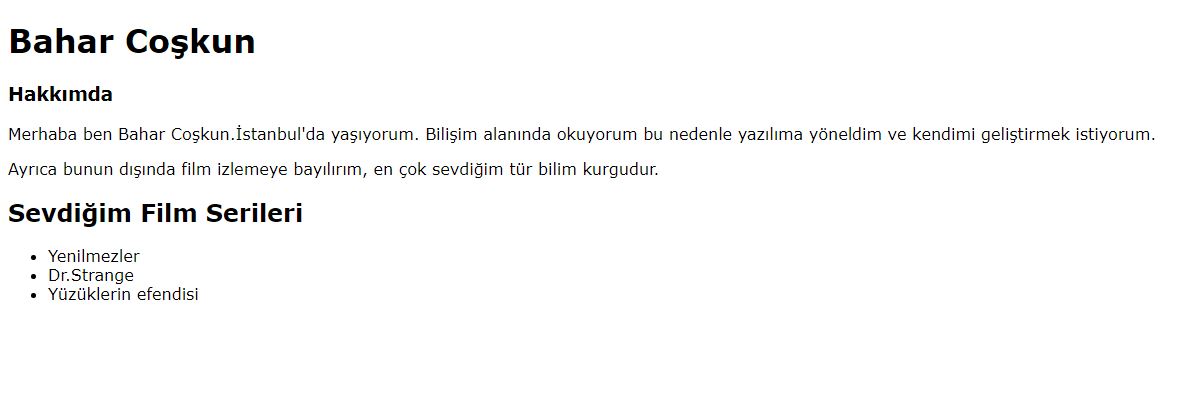 Bahar Coşkun
Hakkımda
Merhaba ben Bahar Coşkun.İstanbul'da yaşıyorum. Bilişim alanında okuyorum bu nedenle yazılıma yöneldim ve kendimi geliştirmek istiyorum.
Ayrıca bunun dışında film izlemeye bayılırım, en çok sevdiğim tür bilim kurgudur.
Sevdiğim Film Serileri
• Yenilmezler
• Dr.Strange
• Yüzüklerin efendisi